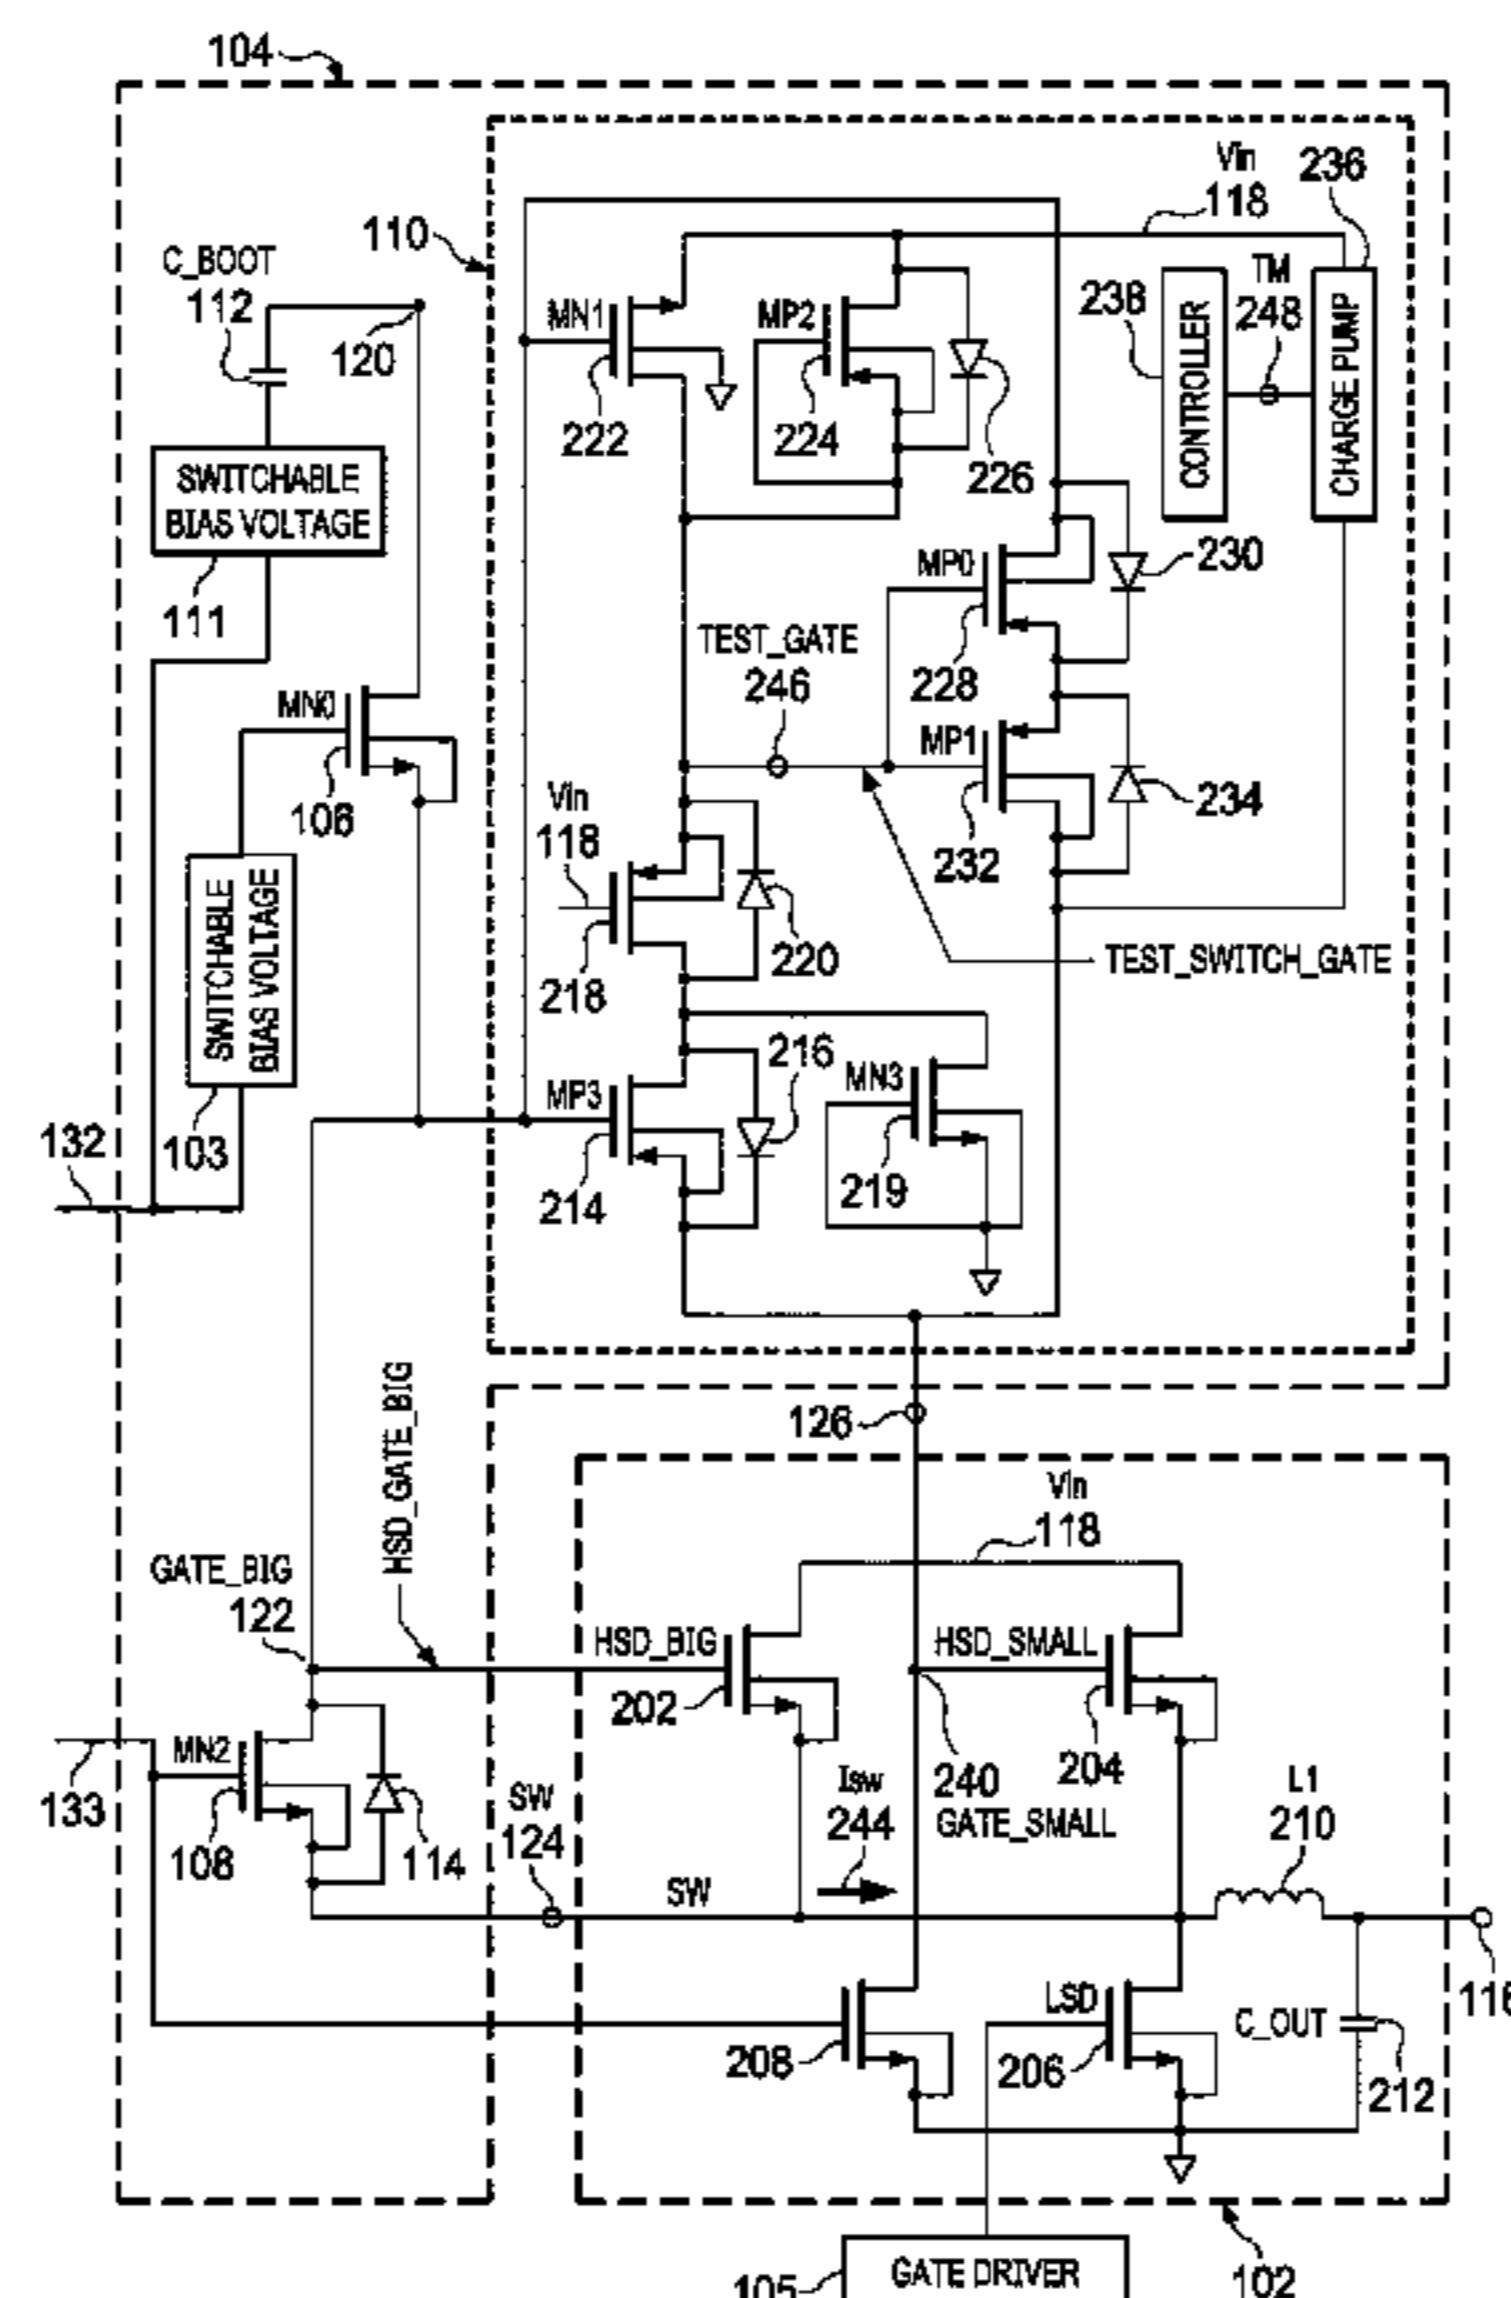 104
Vin
236
118
110
C_BOOT
112
MN1
MP2
238
TM
248
CONTROLLER
CHARGE PUMP
120
222
224
226
SWITCHABLE
BIAS VOLTAGE
111
MP0
230
TEST_GATE
246
228
MN0
MP1
106
Vin
118
234
232
SWITCHABLE
BIAS VOLTAGE
220
TEST_SWITCH_GATE
218
216
MN3
MP3
132
103
219
214
HSD_GATE_BIG
126
Vin
118
GATE_BIG
122
HSD_BIG
HSD_SMALL
202
MN2
133
204
240
GATE_SMALL
Isw
244
L1
210
SW
124
108
114
SW
LSD
C_OUT
208
206
212
GATE DRIVER
105
102